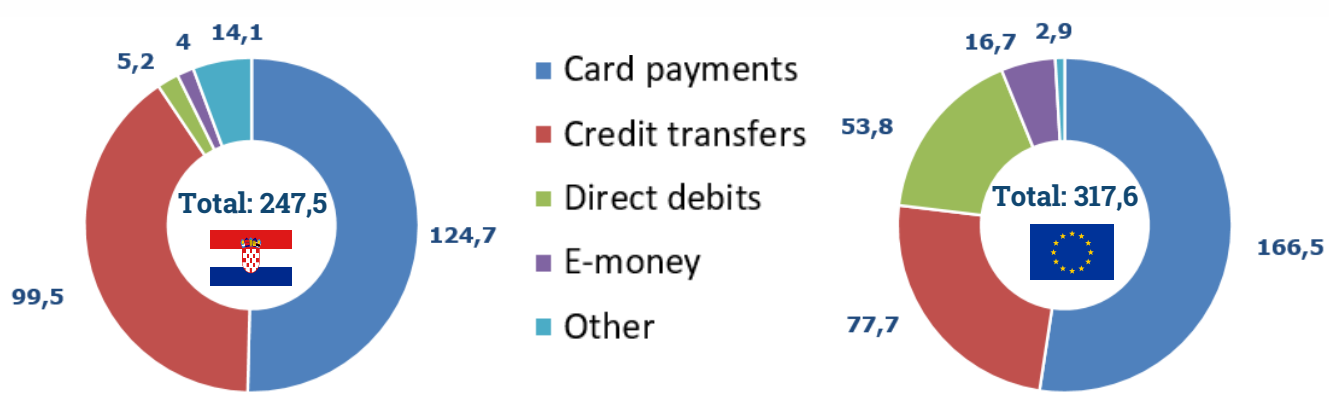 5,2
4
14,1
Total: 247,5
124,7
99,5
Card payments
Credit transfers
Direct debits
E-money
Other
16,7
2,9
53,8
Total: 317,6
166,5
77,7